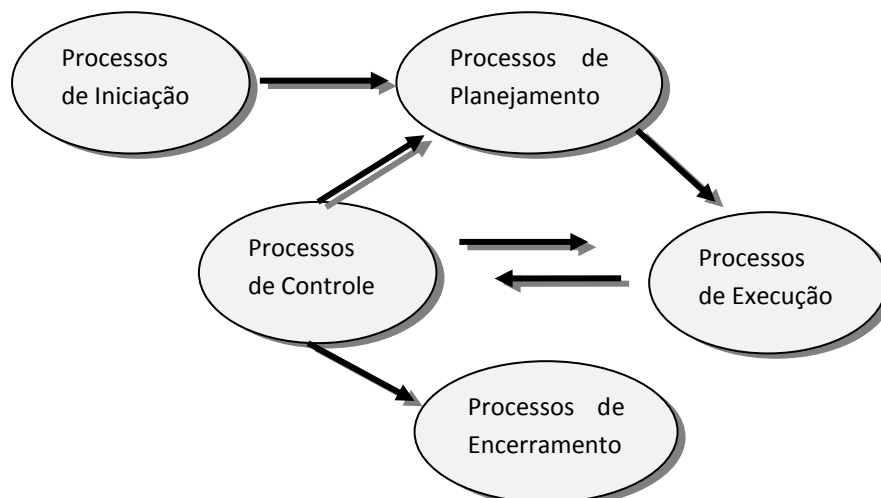 Processos
de Iniciação
Processos de
Planejamento
Processos
de Controle
Processos
de Execução
Processos de
Encerramento